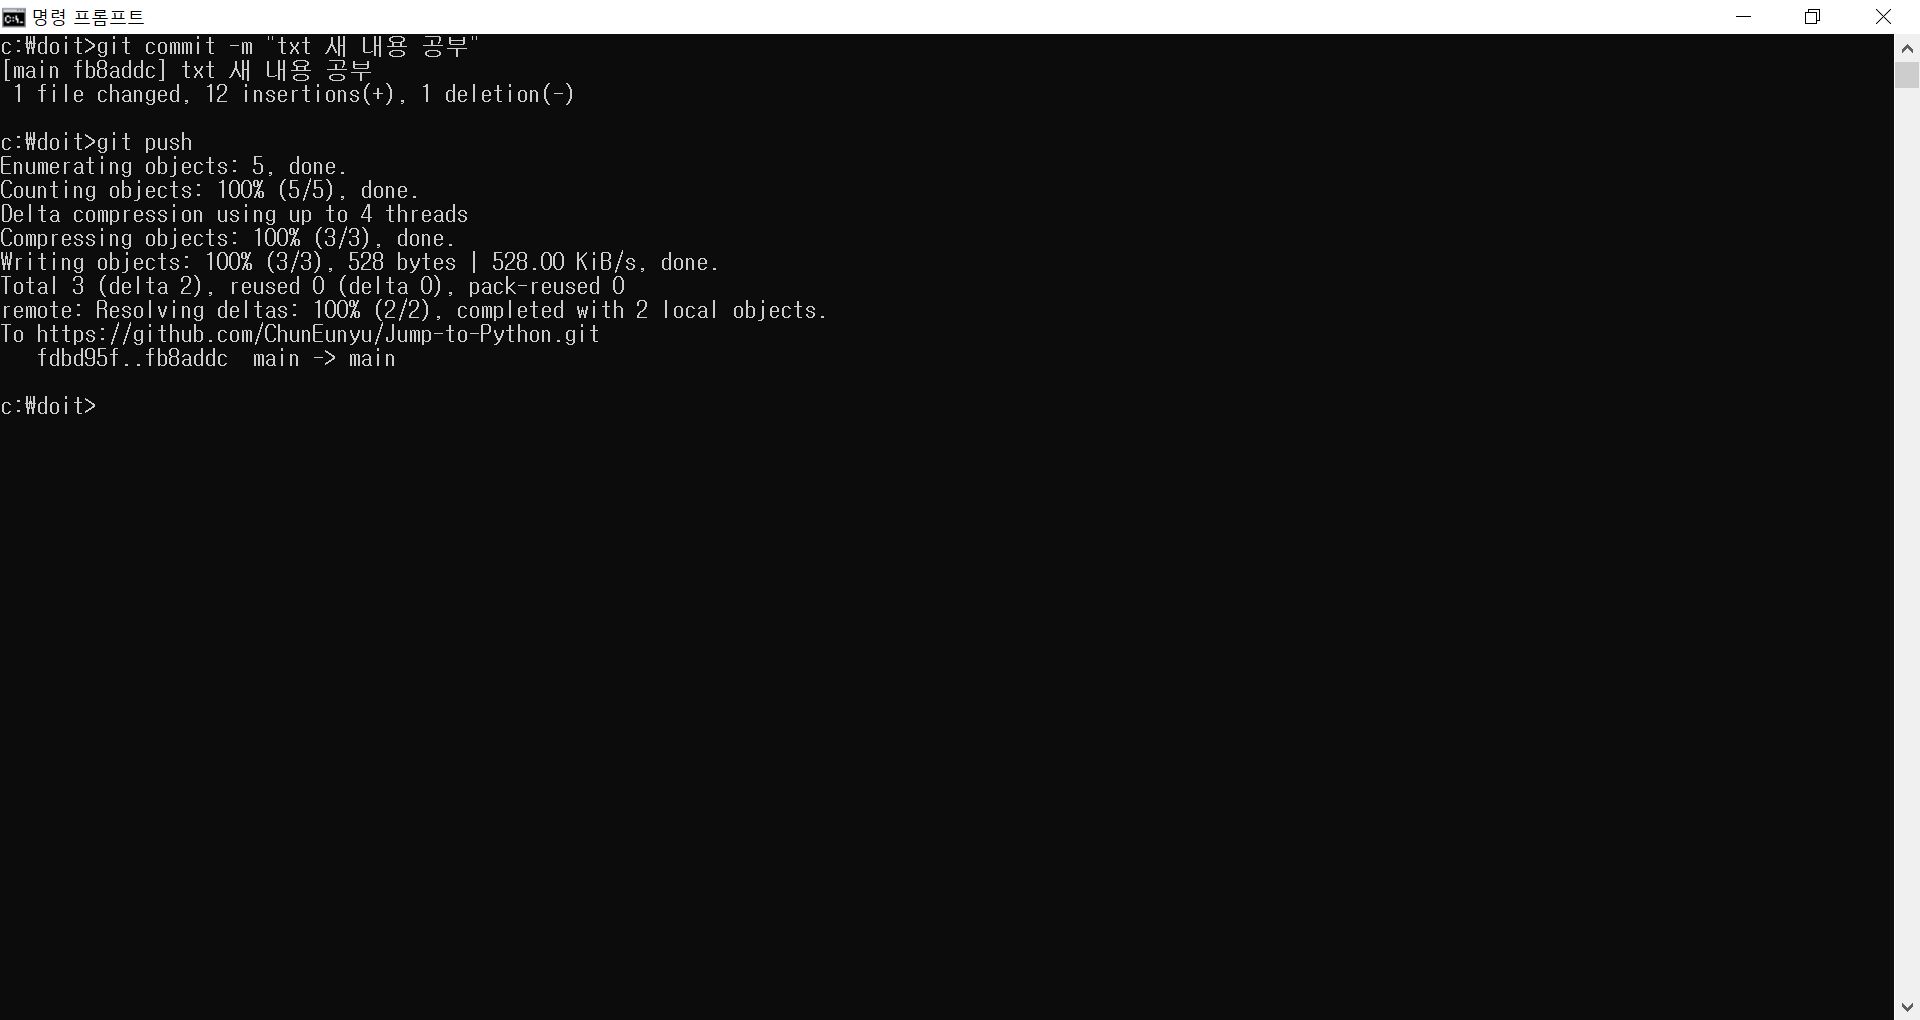 명령 프롬프트
c:₩doit>git commit -m "txt 새 내용 공부"
[main fb8addc] txt 새 내용 공부
 1 file changed, 12 insertions(+), 1 deletion(-)
c:₩doit>git push
Enumerating objects: 5, done.
Counting objects: 100% (5/5), done.
Delta compression using up to 4 threads
Compressing objects: 100% (3/3), done.
Writing objects: 100% (3/3), 528 bytes | 528.00 KiB/s, done.
Total 3 (delta 2), reused 0 (delta 0), pack-reused 0
remote: Resolving deltas: 100% (2/2), completed with 2 local objects.
To https://github.com/ChunEunyu/Jump-to-Python.git
   fdbd95f..fb8addc  main -> main
c:₩doit>